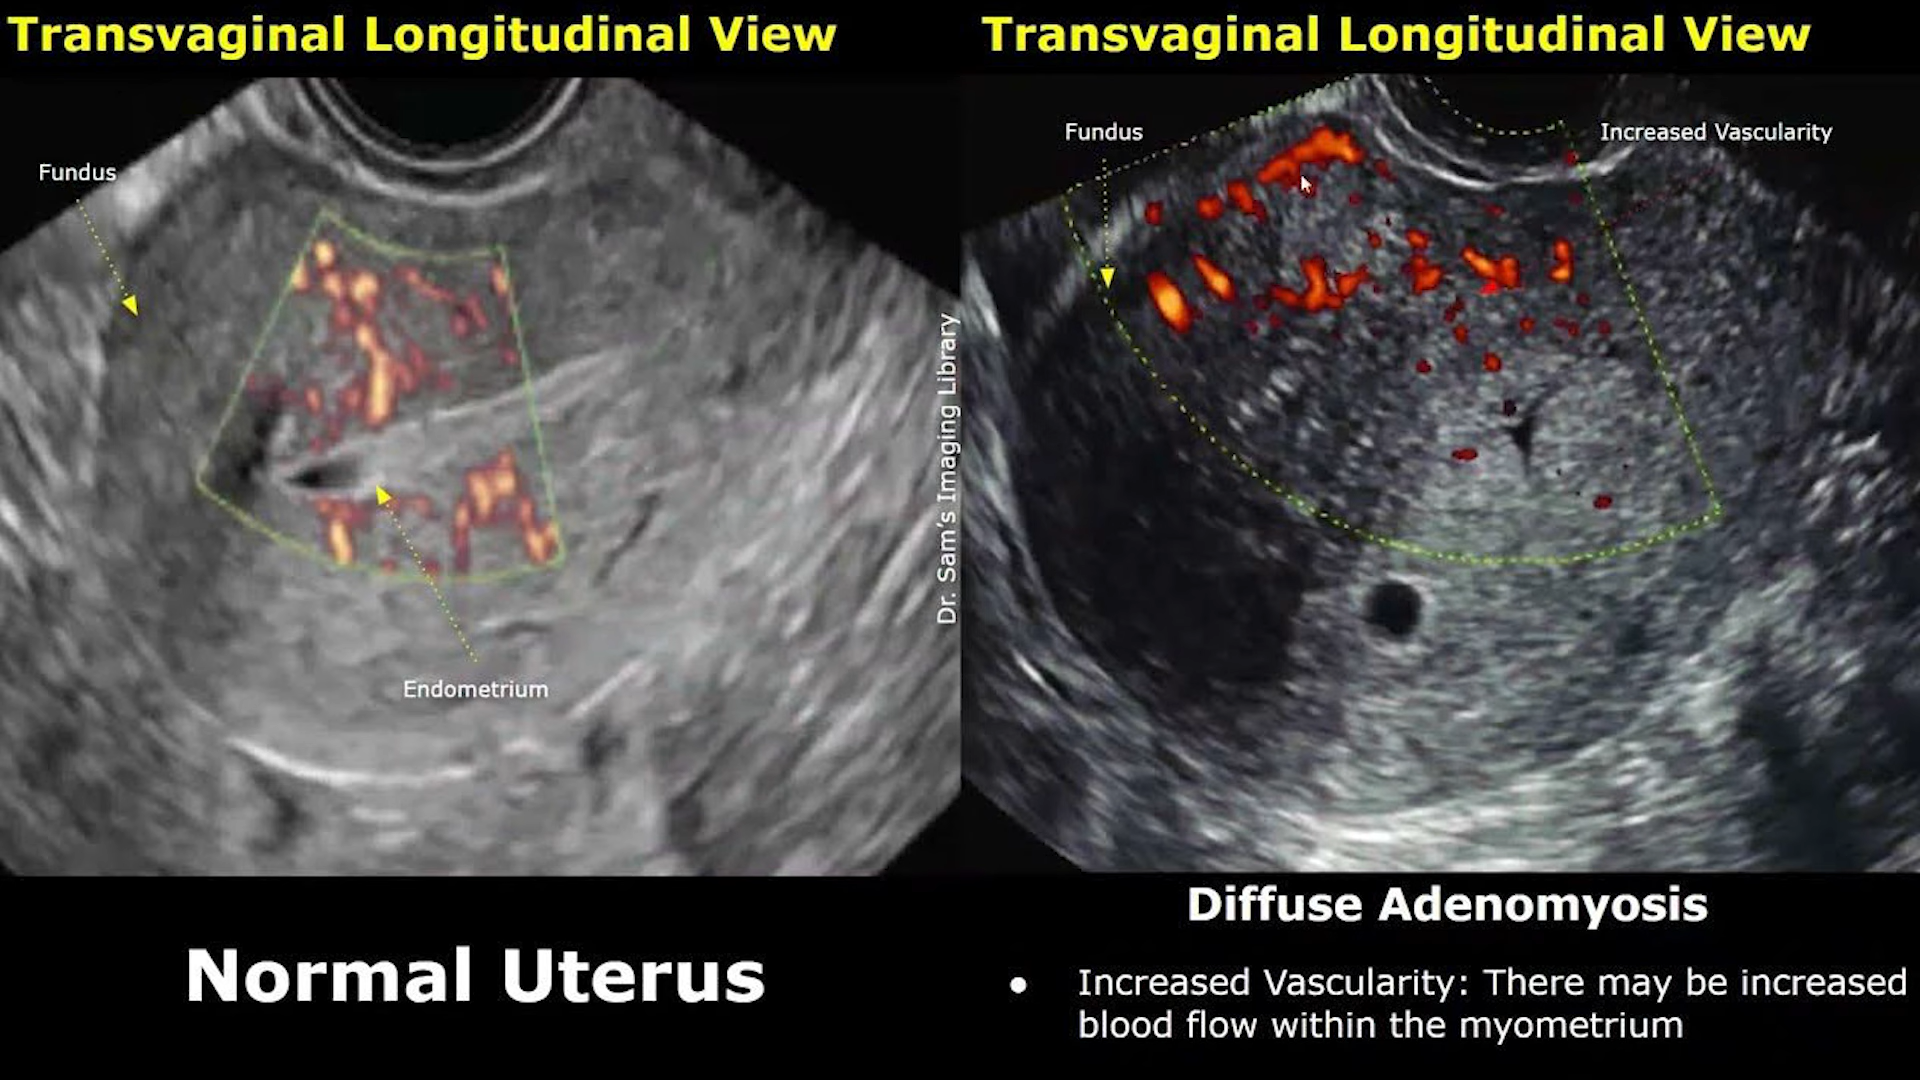 Transvaginal Longitudinal View
Fundus
Endometrium
Normal Uterus
Dr. Sam's Imaging Library
Transvaginal Longitudinal View
Fundus
Increased Vascularity
Diffuse Adenomyosis
● Increased Vascularity: There may be increased
blood flow within the myometrium